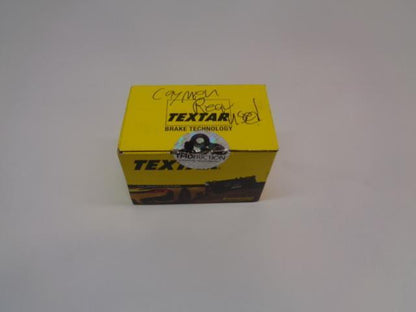 Cayman
Rear
used
TEXTAR
BRAKE TECHNOLOGY
TMD FRICTION
TEXTAR